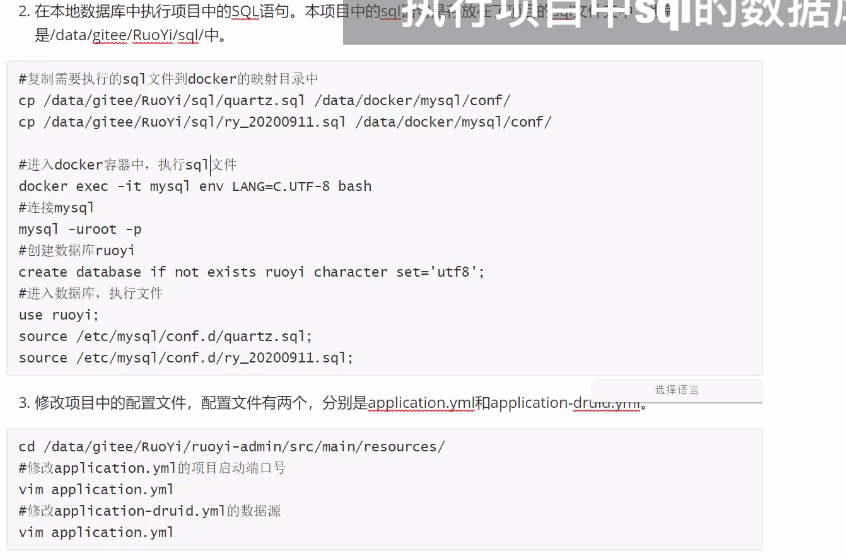 执行项目中sql的数据
2. 在本地数据库中执行项目中的SQL语句。本项目中的sql
是/data/gitee/RuoYi/sql/中。
#复制需要执行的sql文件到docker的映射目录中
cp /data/gitee/RuoYi/sql/quartz.sql /data/docker/mysql/conf/
cp /data/gitee/RuoYi/sql/ry_20200911.sql /data/docker/mysql/conf/
#进入docker容器中，执行sql文件
docker exec -it mysql env LANG=C.UTF-8 bash
#连接mysql
mysql -uroot -p
#创建数据库ruoyi
create database if not exists ruoyi character set='utf8';
#进入数据库，执行文件
use ruoyi;
source /etc/mysql/conf.d/quartz.sql;
source /etc/mysql/conf.d/ry_20200911.sql;
选择语言
3. 修改项目中的配置文件，配置文件有两个，分别是application.yml和application-druid.yml。
cd /data/gitee/RuoYi/ruoyi-admin/src/main/resources/
#修改application.yml的项目启动端口号
vim application.yml
#修改application-druid.yml的数据源
vim application.yml